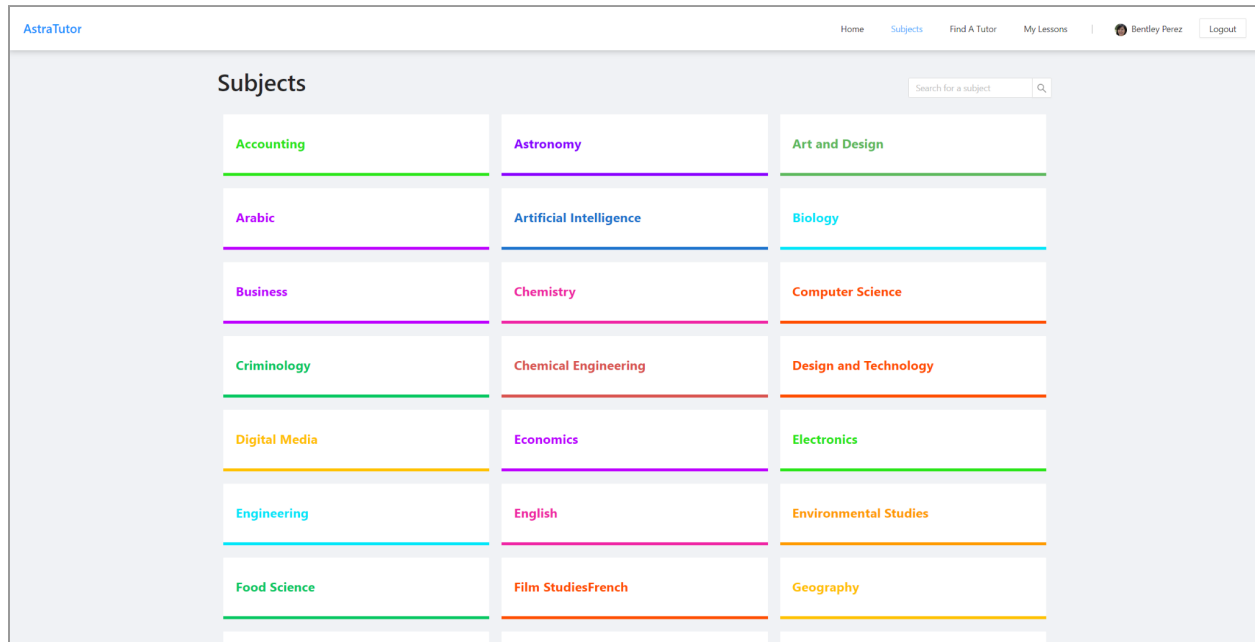 AstraTutor
Home Subjects Find A Tutor My Lessons | Bentley Perez Logout
Subjects
Search for a subject
Accounting Astronomy Art and Design
Arabic Artificial Intelligence Biology
Business Chemistry Computer Science
Criminology Chemical Engineering Design and Technology
Digital Media Economics Electronics
Engineering English Environmental Studies
Food Science Film StudiesFrench Geography